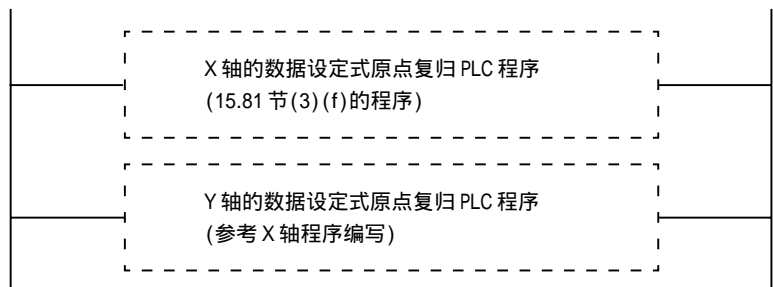 X 轴的数据设定式原点复归 PLC 程序
(15.81 节(3)(f)的程序)
Y 轴的数据设定式原点复归 PLC 程序
(参考 X 轴程序编写)